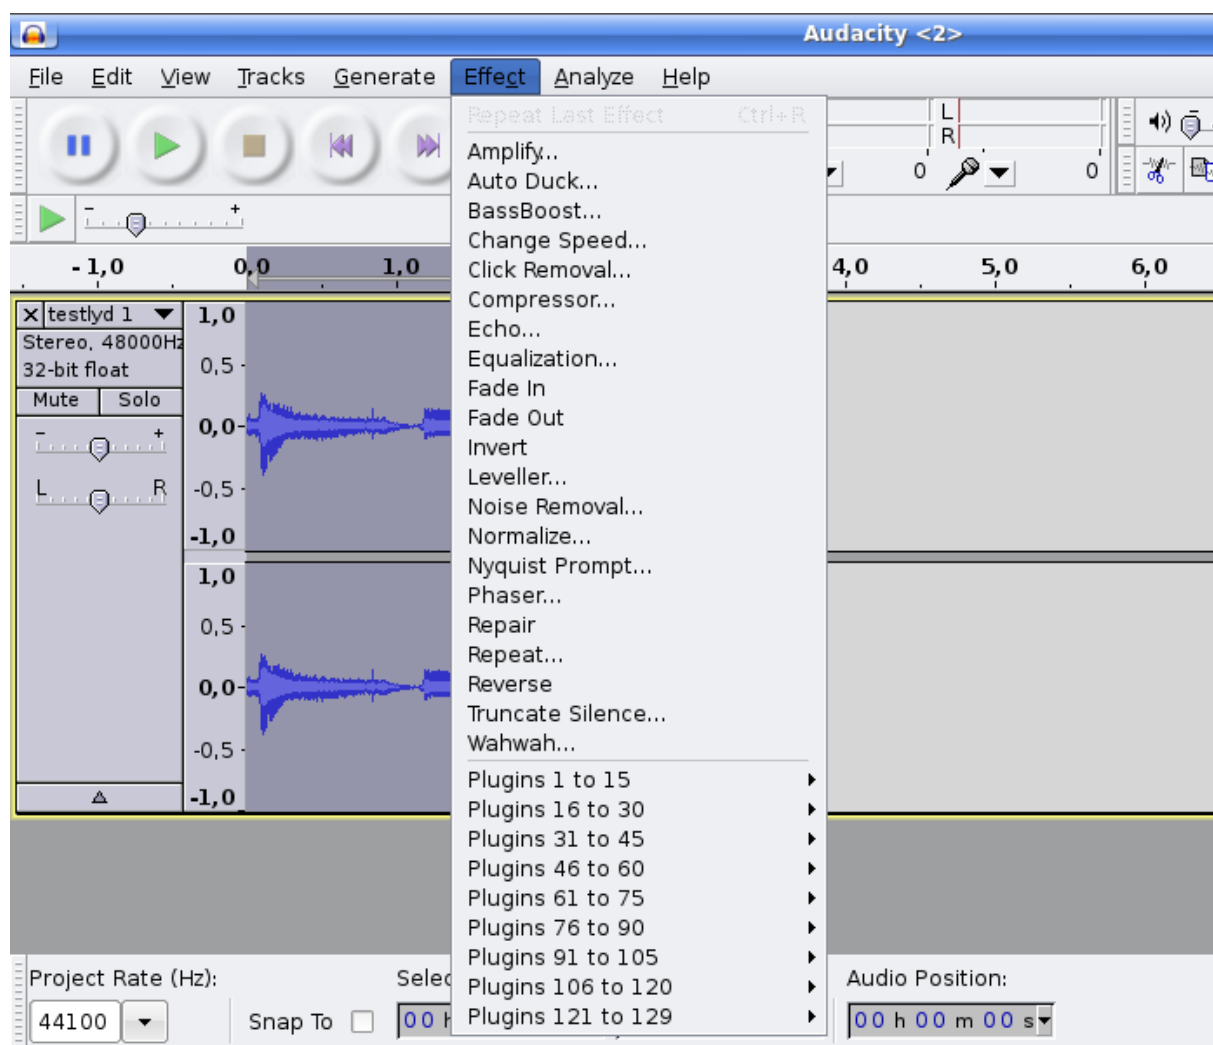 Audacity <2>
File Edit View Tracks Generate Effect Analyze Help
Repeat Last Effect Ctrl+R
Amplify...
Auto Duck...
BassBoost...
Change Speed...
Click Removal...
Compressor...
Echo...
Equalization...
Fade In
Fade Out
Invert
Leveller...
Noise Removal...
Normalize...
Nyquist Prompt...
Phaser...
Repair
Repeat...
Reverse
Truncate Silence...
Wahwah...
Plugins 1 to 15
Plugins 16 to 30
Plugins 31 to 45
Plugins 46 to 60
Plugins 61 to 75
Plugins 76 to 90
Plugins 91 to 105
Plugins 106 to 120
Plugins 121 to 129
L
R
0 0
- +
-1,0 0,0 1,0 4,0 5,0 6,0
testlyd 1
Stereo, 48000Hz
32-bit float
Mute Solo
- +
L R
1,0
0,5
0,0
-0,5
-1,0
1,0
0,5
0,0
-0,5
-1,0
Project Rate (Hz):
44100
Snap To
Selec
00 h
Audio Position:
00 h 00 m 00 s